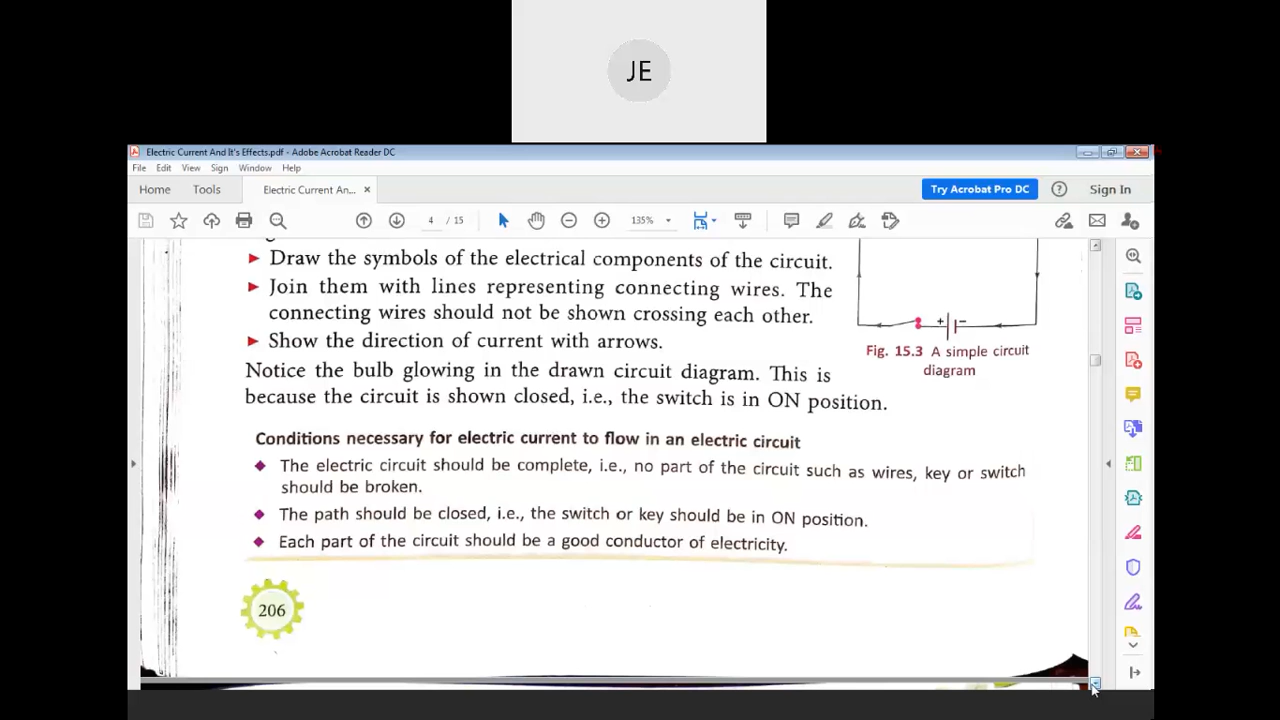 JE
Electric Current And It's Effects.pdf - Adobe Acrobat Reader DC
File Edit View Sign Window Help
Home Tools Electric Current An... × Try Acrobat Pro DC Sign In
4 / 15 135%
Draw the symbols of the electrical components of the circuit.
Join them with lines representing connecting wires. The
connecting wires should not be shown crossing each other.
Show the direction of current with arrows.
+ −
Fig. 15.3 A simple circuit
diagram
Notice the bulb glowing in the drawn circuit diagram. This is
because the circuit is shown closed, i.e., the switch is in ON position.
Conditions necessary for electric current to flow in an electric circuit
The electric circuit should be complete, i.e., no part of the circuit such as wires, key or switch
should be broken.
The path should be closed, i.e., the switch or key should be in ON position.
Each part of the circuit should be a good conductor of electricity.
206